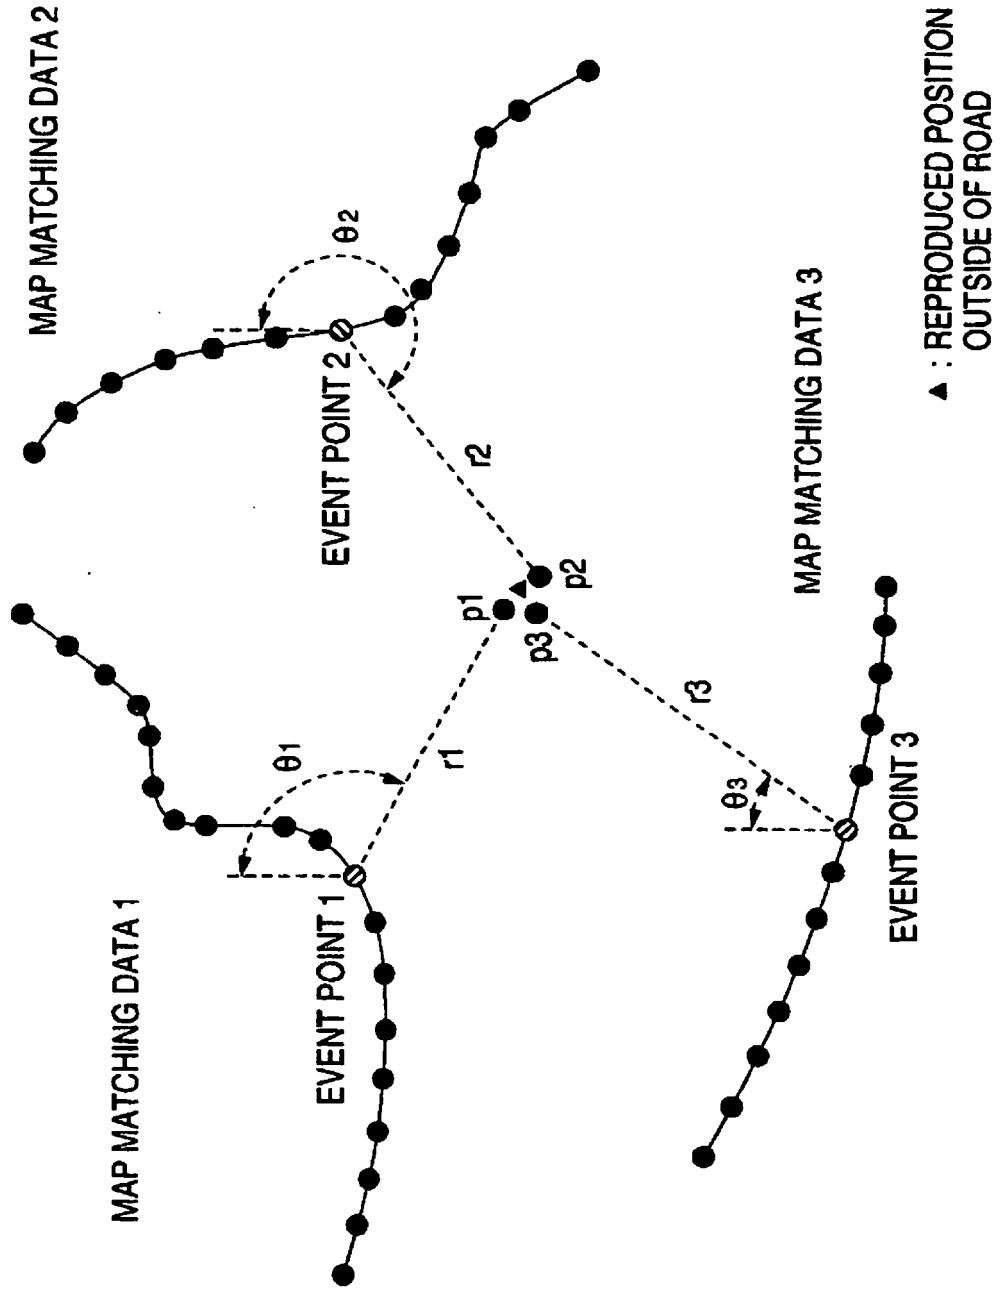 MAP MATCHING DATA 1
MAP MATCHING DATA 2
θ1
θ2
EVENT POINT 1
EVENT POINT 2
r1
r2
p1
p2
p3
r3
θ3
MAP MATCHING DATA 3
EVENT POINT 3
▲ : REPRODUCED POSITION
OUTSIDE OF ROAD